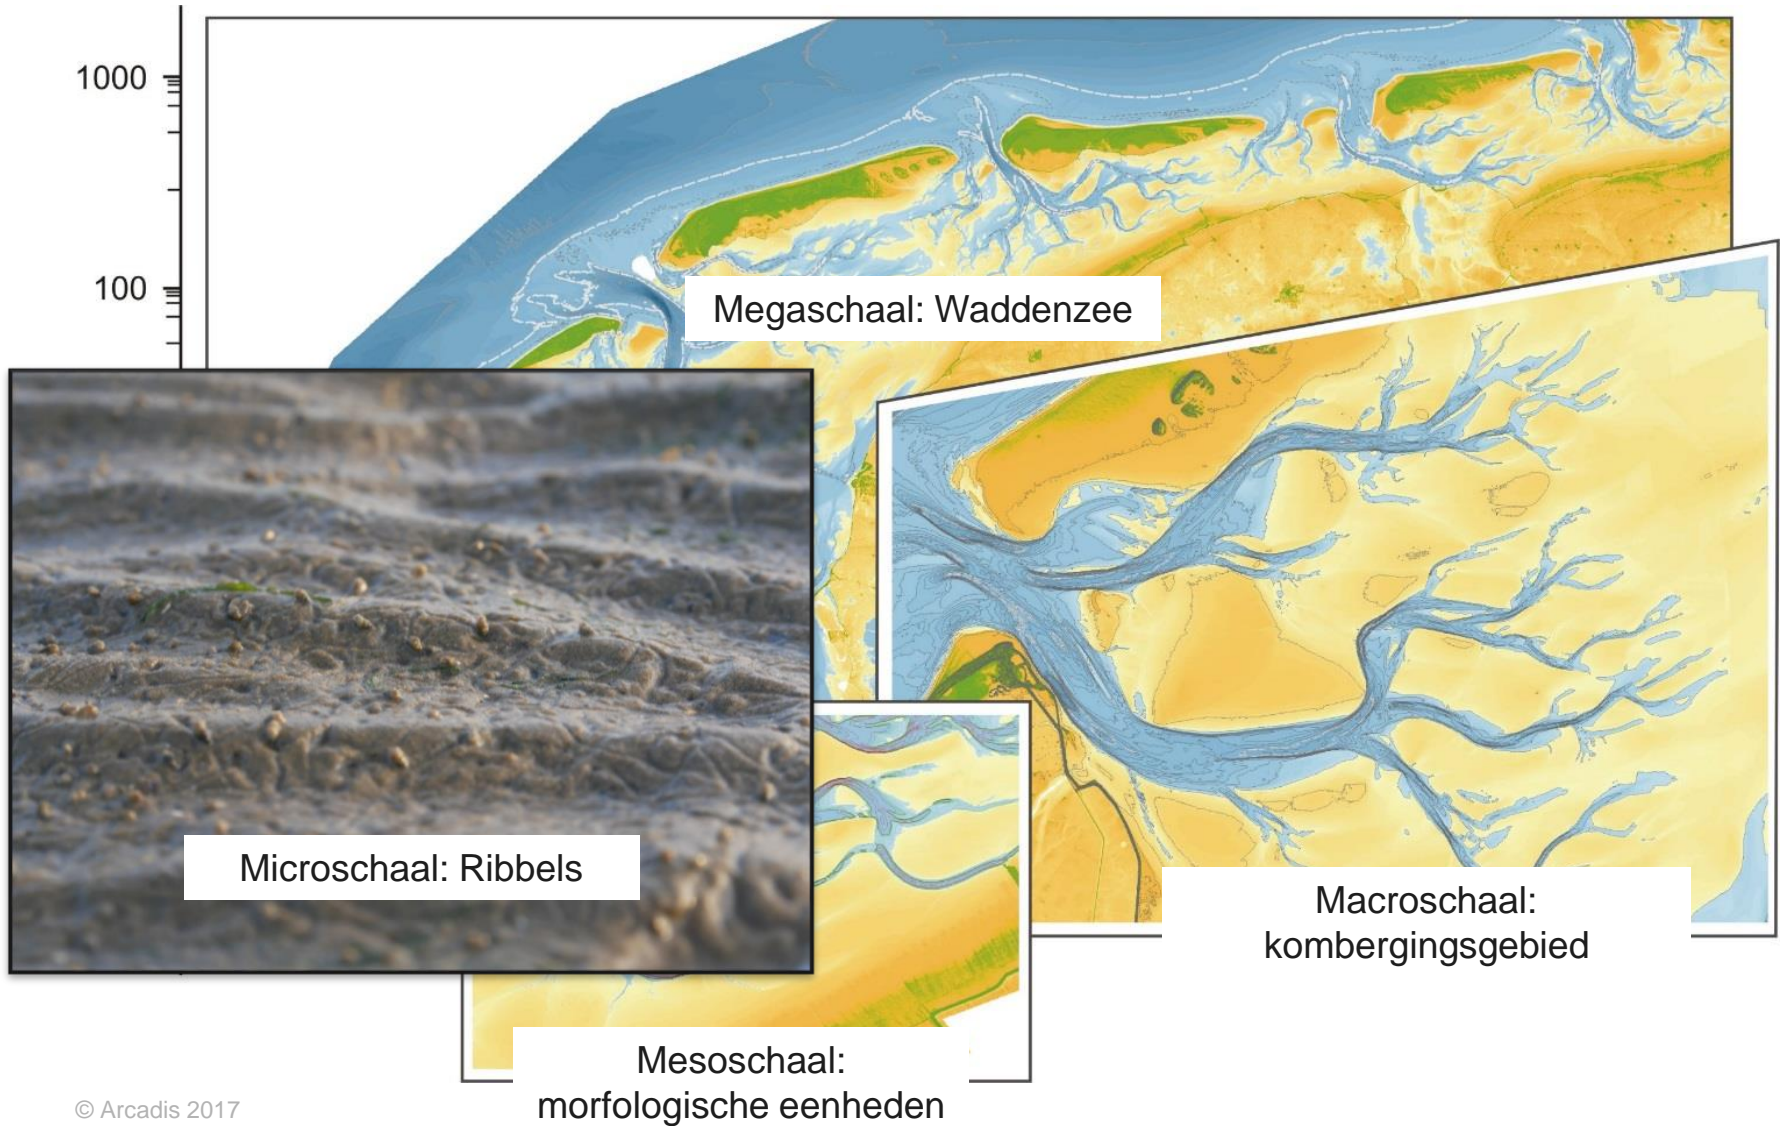 1000
100
Megaschaal: Waddenzee
Microschaal: Ribbels
Macroschaal:
kombergingsgebied
Mesoschaal:
morfologische eenheden
© Arcadis 2017